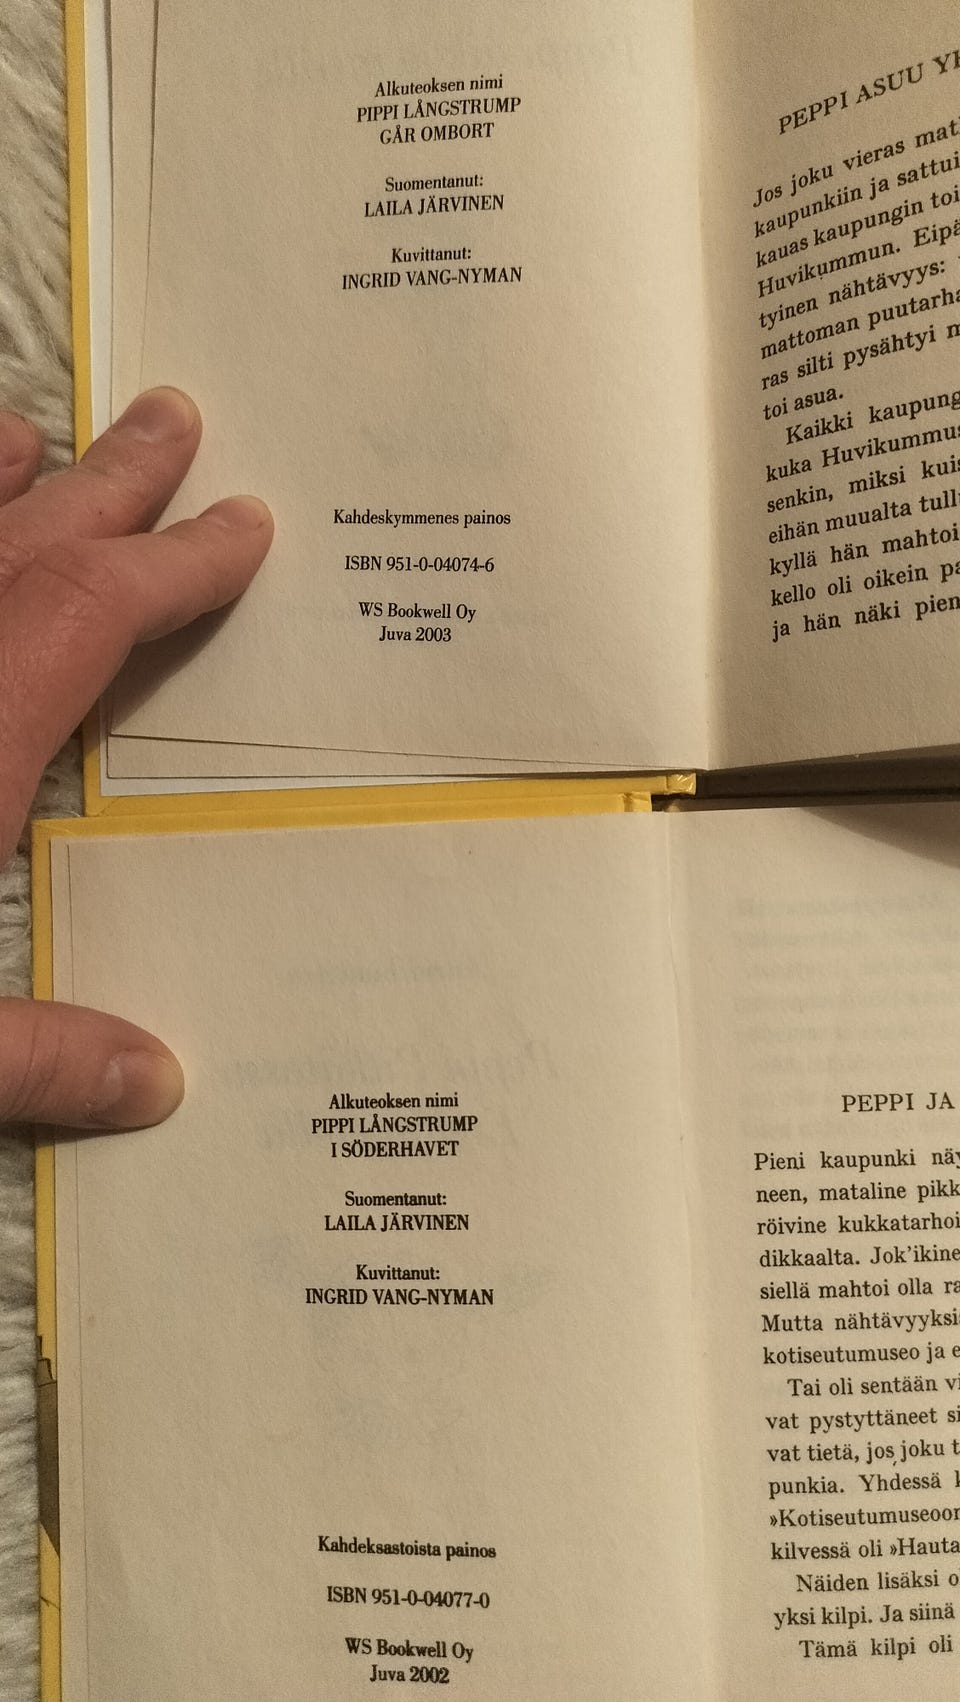 Alkuteoksen nimi
PIPPI LÅNGSTRUMP
GÅR OMBORT
Suomentanut:
LAILA JÄRVINEN
Kuvittanut:
INGRID VANG-NYMAN
Kahdeskymmenes painos
ISBN 951-0-04074-6
WS Bookwell Oy
Juva 2003
PEPPI ASUU
Jos joku vieras
kaupunkiin ja sattui
kauas kaupungin
Huvikummun.
tyinen nähtävyys:
mattoman
ras silti pysähtyi
toi asua.
Kaikki
kuka
senkin, miksi
eihän muualta
kyllä hän mahtoi
kello oli oikein
ja hän näki
Alkuteoksen nimi
PIPPI LÅNGSTRUMP
I SÖDERHAVET
Suomentanut:
LAILA JÄRVINEN
Kuvittanut:
INGRID VANG-NYMAN
Kahdeksastoista painos
ISBN 951-0-04077-0
WS Bookwell Oy
Juva 2002
PEPPI JA
Pieni kaupunki
neen, mataline
röivine
dikkaalta.
siellä mahtoi olla
Mutta
kotiseutumuseo ja
Tai oli sentään
vat pystyttäneet
vat tietä, jos joku
punkia. Yhdessä
»Kotiseutumuseoon
kilvessä oli
Näiden lisäksi
yksi kilpi. Ja siinä
Tämä kilpi oli